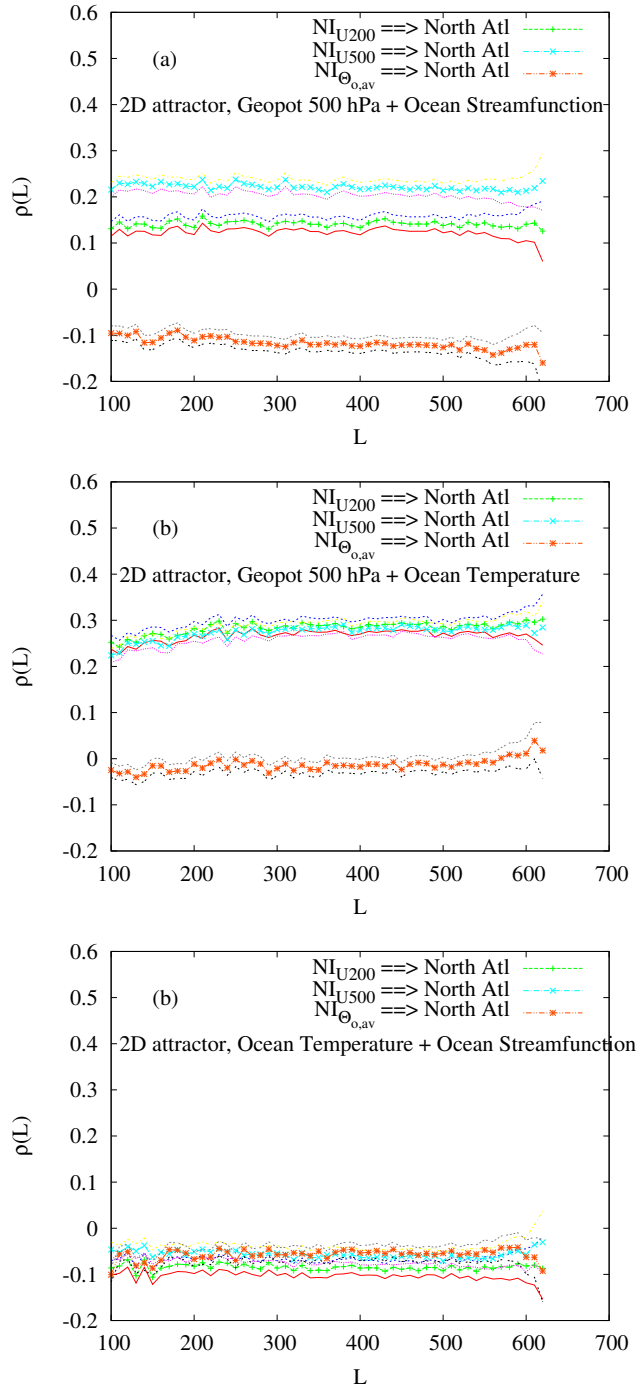 0.6
0.5
0.4
0.3
0.2
0.1
0
-0.1
-0.2
ρ(L)
(a)
NI_U200 ==> North Atl
NI_U500 ==> North Atl
NI_Θo,av ==> North Atl
2D attractor, Geopot 500 hPa + Ocean Streamfunction
100 200 300 400 500 600 700
L
0.6
0.5
0.4
0.3
0.2
0.1
0
-0.1
-0.2
ρ(L)
(b)
NI_U200 ==> North Atl
NI_U500 ==> North Atl
NI_Θo,av ==> North Atl
2D attractor, Geopot 500 hPa + Ocean Temperature
100 200 300 400 500 600 700
L
0.6
0.5
0.4
0.3
0.2
0.1
0
-0.1
-0.2
ρ(L)
(b)
NI_U200 ==> North Atl
NI_U500 ==> North Atl
NI_Θo,av ==> North Atl
2D attractor, Ocean Temperature + Ocean Streamfunction
100 200 300 400 500 600 700
L